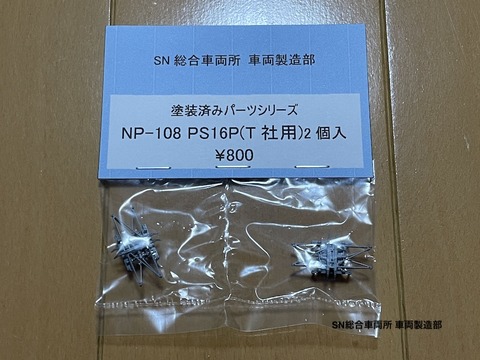 SN 総合車両所 車両製造部
塗装済みパーツシリーズ
NP-108 PS16P(T 社用)2 個入
¥800
SN総合車両所 車両製造部